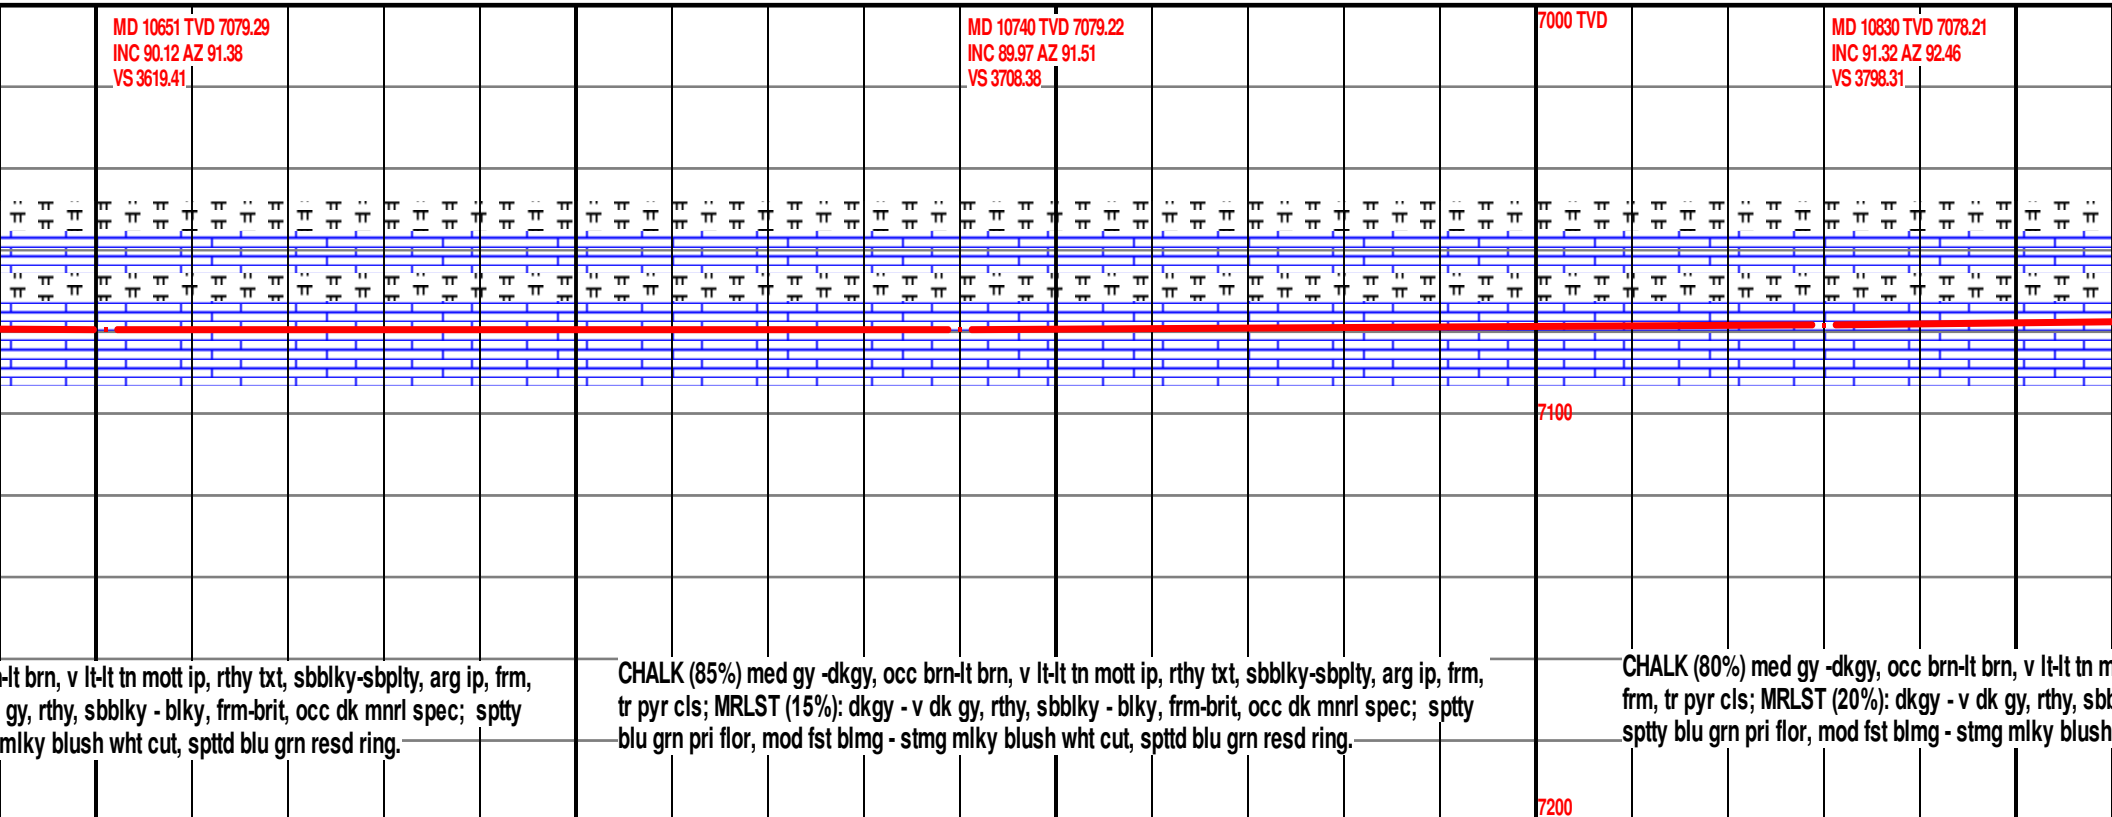 MD 10651 TVD 7079.29
INC 90.12 AZ 91.38
VS 3619.41
MD 10740 TVD 7079.22
INC 89.97 AZ 91.51
VS 3708.38
7000 TVD
MD 10830 TVD 7078.21
INC 91.32 AZ 92.46
VS 3798.31
7100
-lt brn, v lt-lt tn mott ip, rthy txt, sbblky-sbplty, arg ip, frm,
gy, rthy, sbblky - blky, frm-brit, occ dk mnrl spec; sptty
mlky blush wht cut, spttd blu grn resd ring.
CHALK (85%) med gy -dkgy, occ brn-lt brn, v lt-lt tn mott ip, rthy txt, sbblky-sbplty, arg ip, frm,
tr pyr cls; MRLST (15%): dkgy - v dk gy, rthy, sbblky - blky, frm-brit, occ dk mnrl spec; sptty
blu grn pri flor, mod fst blmg - stmg mlky blush wht cut, spttd blu grn resd ring.
CHALK (80%) med gy -dkgy, occ brn-lt brn, v lt-lt tn m
frm, tr pyr cls; MRLST (20%): dkgy - v dk gy, rthy, sbb
sptty blu grn pri flor, mod fst blmg - stmg mlky blush
7200